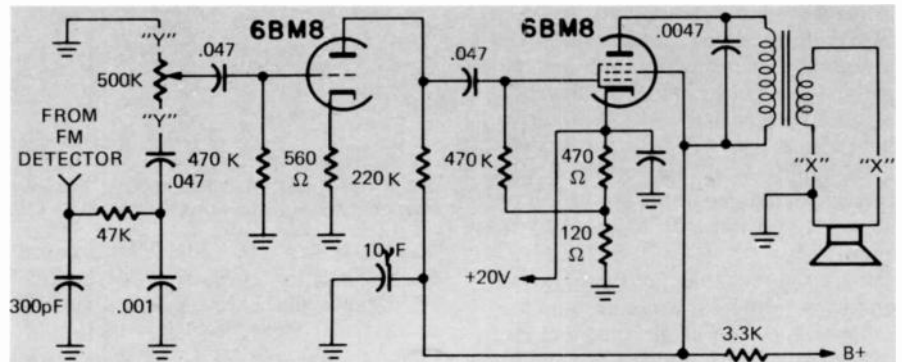 6BM8
6BM8
"Y"
.047
.047
.0047
500K
FROM
FM
DETECTOR
"Y"
470 K
.047
560
Ω
220 K
470K
470
Ω
"X"
"X"
47K
10µF
120
Ω
+20V
300pF
.001
3.3K
B+